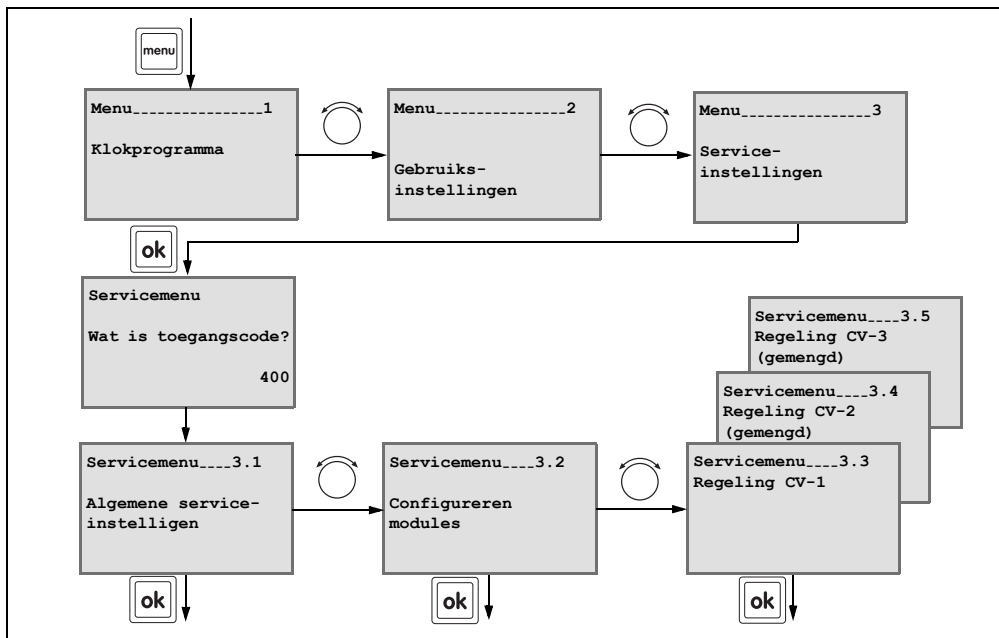 menu
Menu_______________1
Klokprogramma
Menu_______________2
Gebruiks-
instellingen
Menu_______________3
Service-
instellingen
ok
Servicemenu
Wat is toegangscode?
400
Servicemenu____3.5
Regeling CV-3
(gemengd)
Servicemenu____3.4
Regeling CV-2
(gemengd)
Servicemenu____3.1
Algemene service-
instelligen
Servicemenu____3.2
Configureren
modules
Servicemenu____3.3
Regeling CV-1
ok
ok
ok